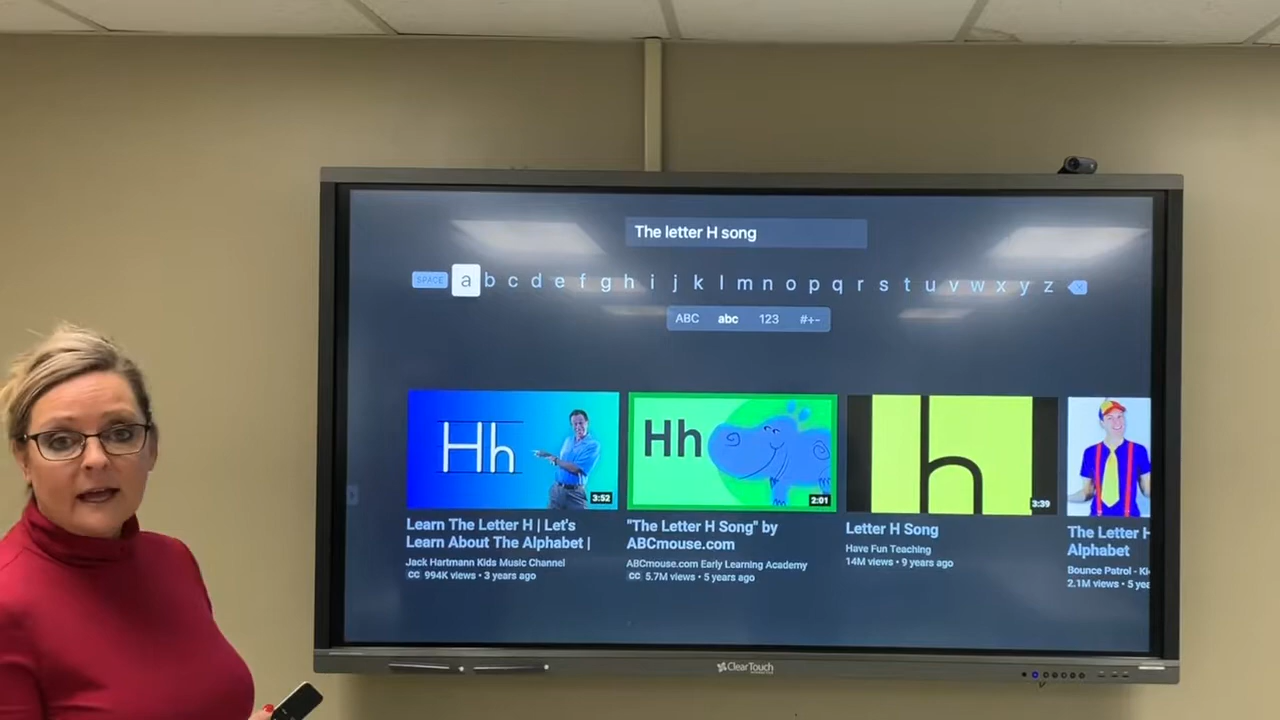 The letter H song
SPACE a b c d e f g h i j k l m n o p q r s t u v w x y z
ABC abc 123 #+-
Hh
3:52
Learn The Letter H | Let's
Learn About The Alphabet |
Jack Hartmann Kids Music Channel
CC 994K views • 3 years ago
Hh
2:01
"The Letter H Song" by
ABCmouse.com
ABCmouse.com Early Learning Academy
CC 5.7M views • 5 years ago
h
3:39
Letter H Song
Have Fun Teaching
14M views • 9 years ago
The Letter H
Alphabet
Bounce Patrol - Ki
2.1M views • 5 yea
ClearTouch